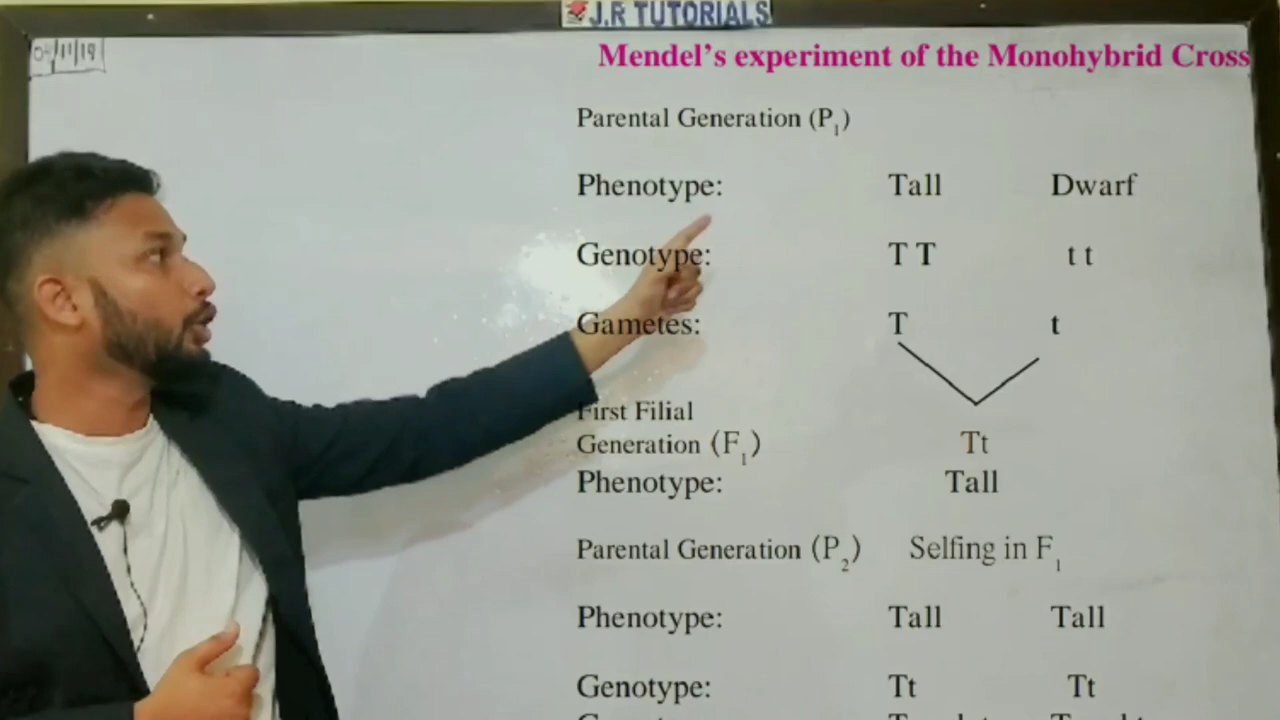 J.R TUTORIALS
Mendel's experiment of the Monohybrid Cross
Parental Generation (P1)
Phenotype: Tall Dwarf
Genotype: T T t t
Gametes: T t
First Filial
Generation (F1) Tt
Phenotype: Tall
Parental Generation (P2) Selfing in F1
Phenotype: Tall Tall
Genotype: Tt Tt